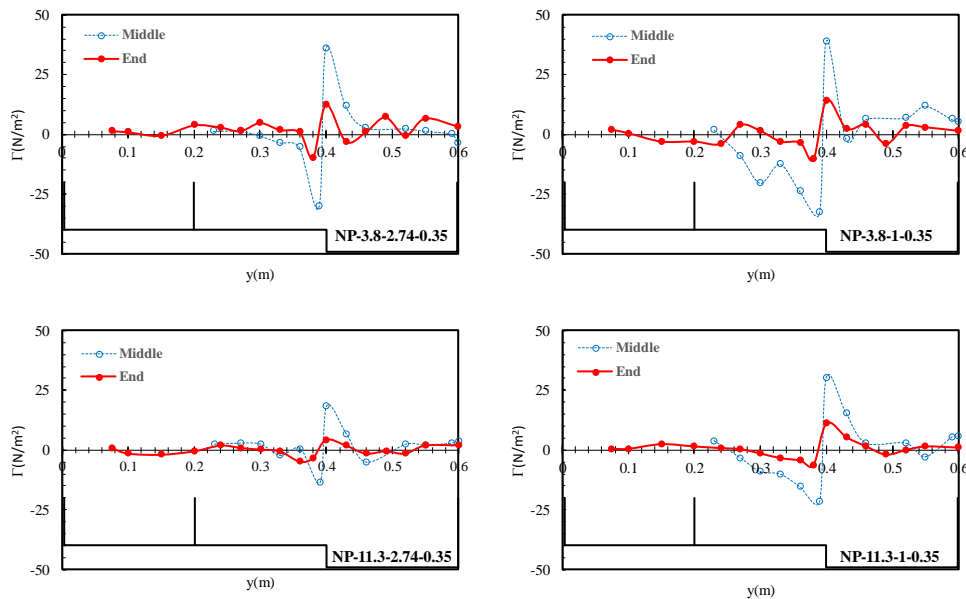 50
Middle
End
25
Γ(N/m²)
0
0
0.1
0.2
0.3
0.4
0.5
0.6
-25
NP-3.8-2.74-0.35
-50
y(m)
50
Middle
End
25
Γ(N/m²)
0
0
0.1
0.2
0.3
0.4
0.5
0.6
-25
NP-3.8-1-0.35
-50
y(m)
50
Middle
25
End
Γ(N/m²)
0
0
0.1
0.2
0.3
0.4
0.5
0.6
-25
NP-11.3-2.74-0.35
-50
y(m)
50
Middle
25
End
Γ(N/m²)
0
0
0.1
0.2
0.3
0.4
0.5
0.6
-25
NP-11.3-1-0.35
-50
y(m)